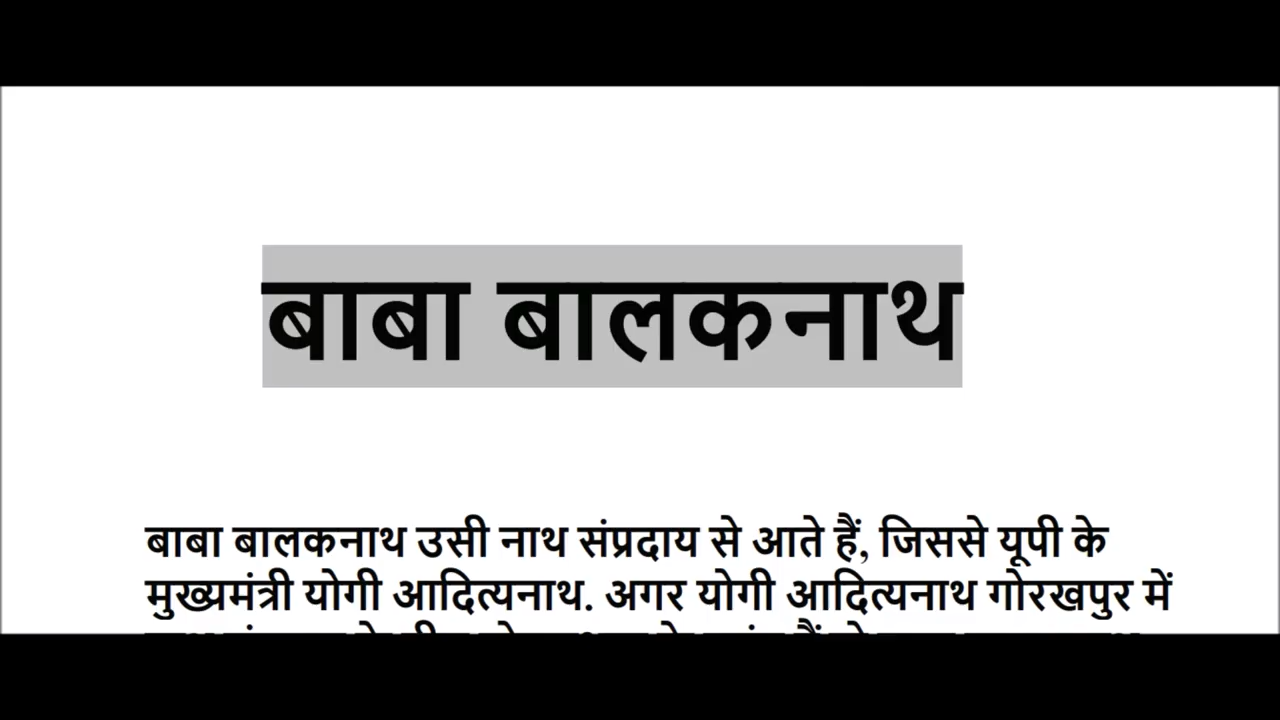 बाबा बालकनाथ
बाबा बालकनाथ उसी नाथ संप्रदाय से आते हैं, जिससे यूपी के
मुख्यमंत्री योगी आदित्यनाथ. अगर योगी आदित्यनाथ गोरखपुर में